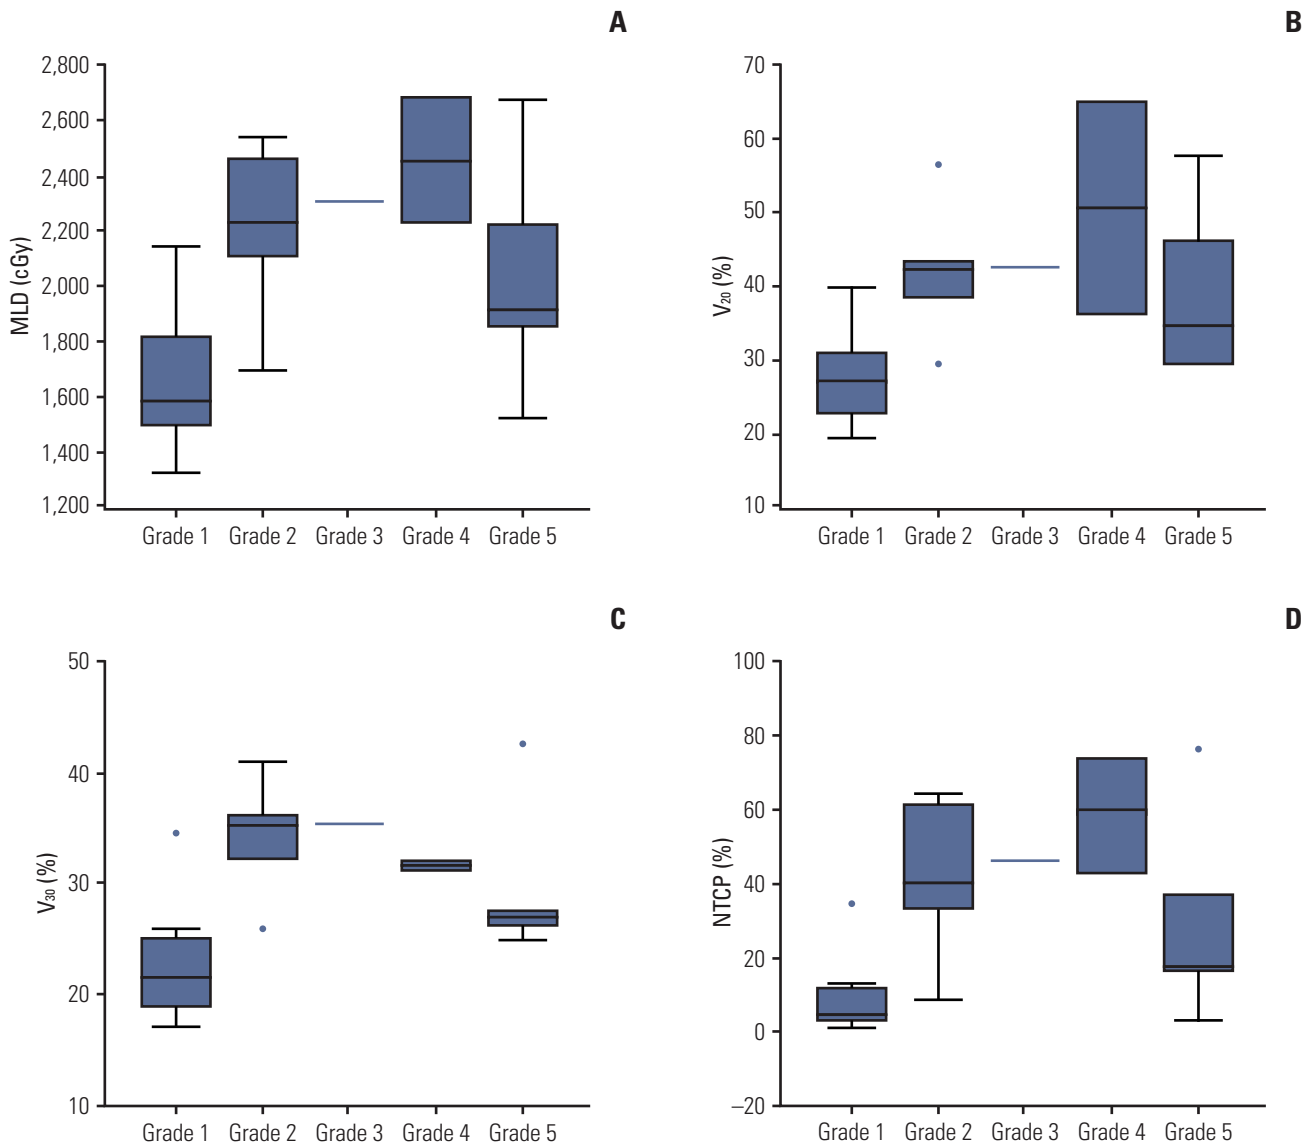 A
MLD (cGy)
2,800
2,600
2,400
2,200
2,000
1,800
1,600
1,400
1,200
Grade 1 Grade 2 Grade 3 Grade 4 Grade 5
B
V₂₀ (%)
70
60
50
40
30
20
10
Grade 1 Grade 2 Grade 3 Grade 4 Grade 5
C
V₃₀ (%)
50
40
30
20
10
Grade 1 Grade 2 Grade 3 Grade 4 Grade 5
D
NTCP (%)
100
80
60
40
20
0
–20
Grade 1 Grade 2 Grade 3 Grade 4 Grade 5